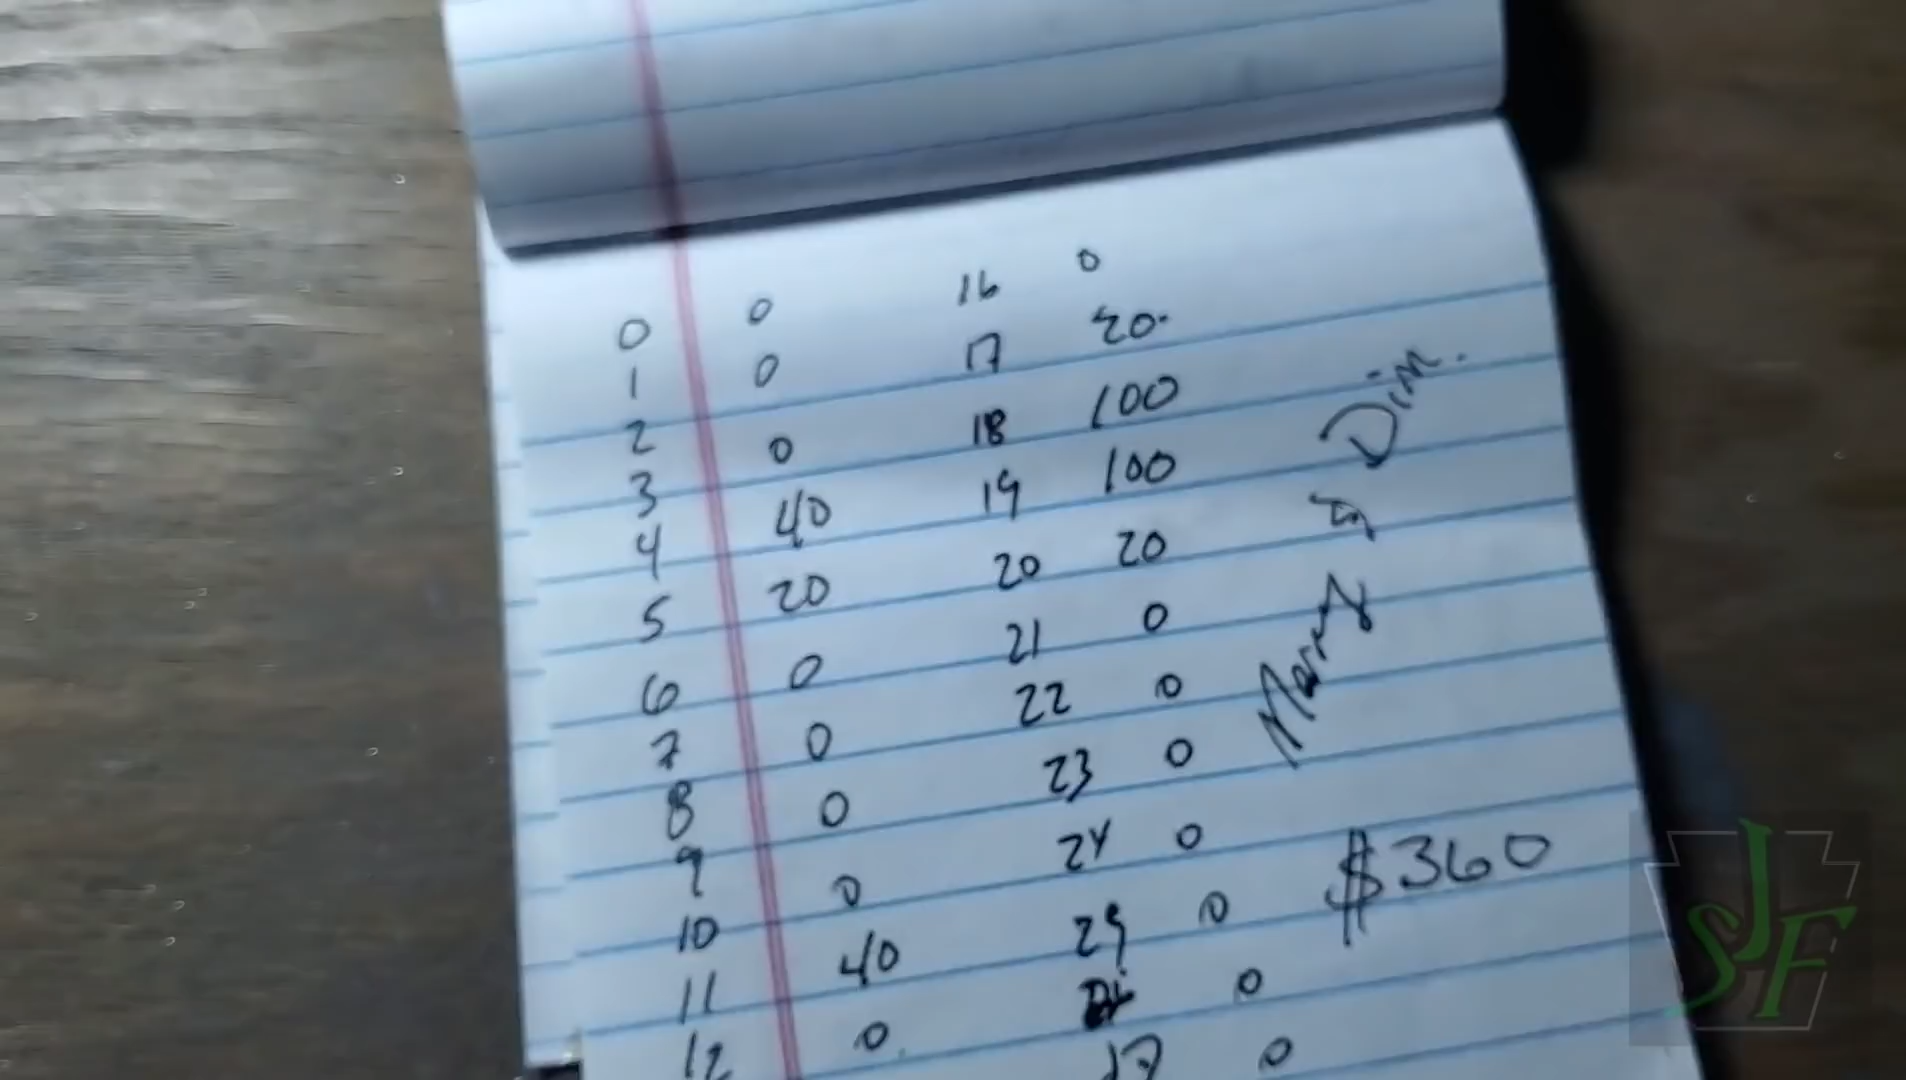 0 0 16 0
1 0 17 20.
2 0 18 100
3 40 19 100
4 20 20 20
5 0 21 0
6 0 22 0
7 0 23 0
8 0 24 0
9 40 25 0
10 0 0
11 0
12
Merry
Dim.
$360
SJF